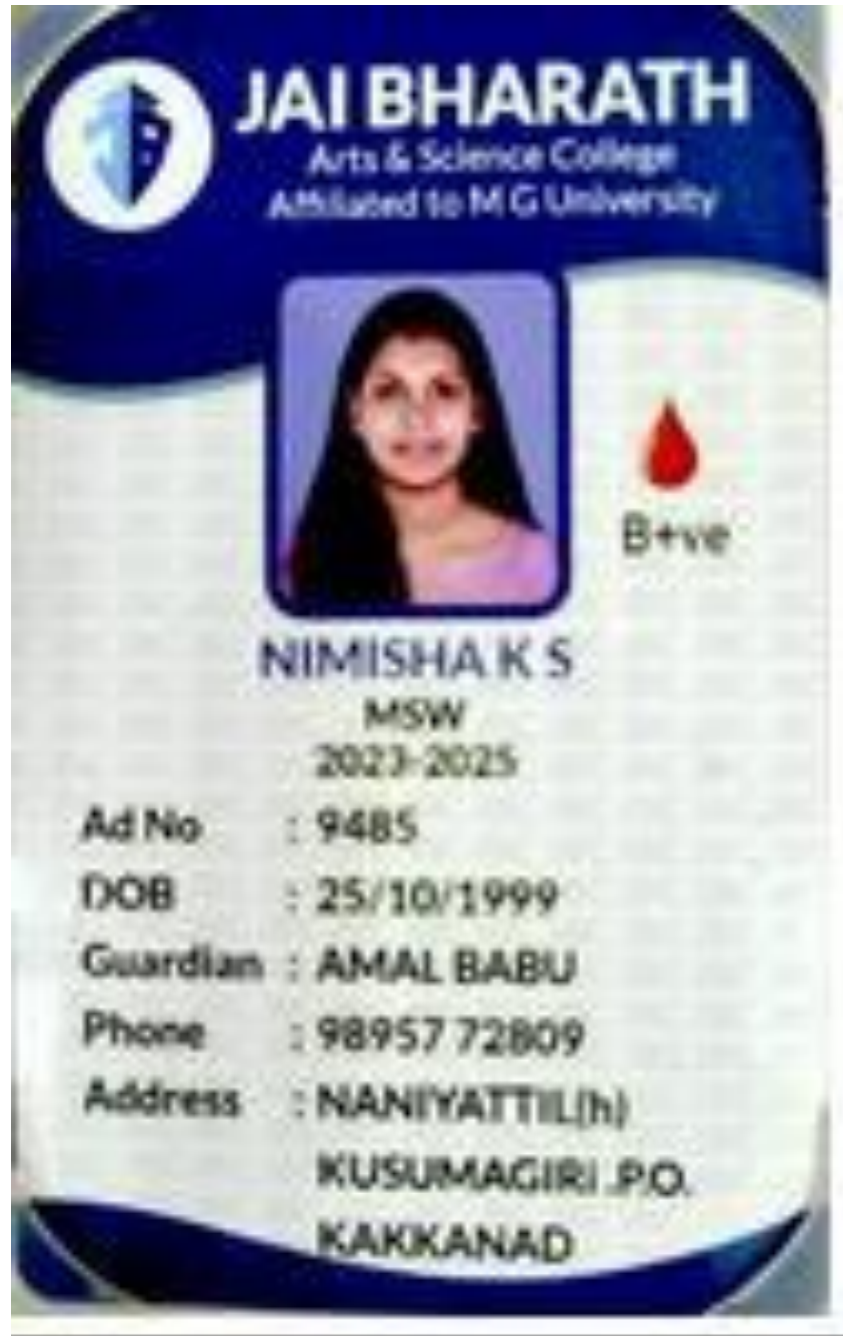 JAI BHARATH
Arts & Science College
Affiliated to M G University
B+ve
NIMISHA K S
MSW
2023-2025
Ad No : 9485
DOB : 25/10/1999
Guardian : AMAL BABU
Phone : 98957 72809
Address : NANIYATTIL(h)
KUSUMAGIRI .P.O.
KAKKANAD